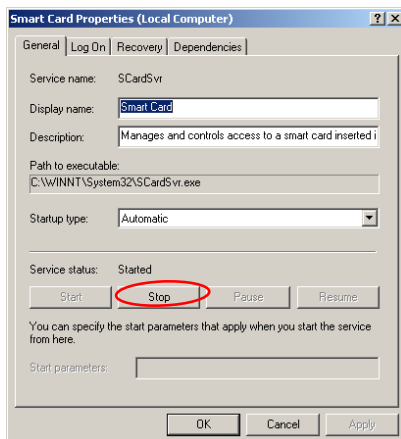 Smart Card Properties (Local Computer)
General Log On Recovery Dependencies
Service name: SCardSvr
Display name: Smart Card
Description: Manages and controls access to a smart card inserted i
Path to executable:
C:\WINNT\System32\SCardSvr.exe
Startup type: Automatic
Service status: Started
Start Stop Pause Resume
You can specify the start parameters that apply when you start the service
from here.
Start parameters:
OK Cancel Apply